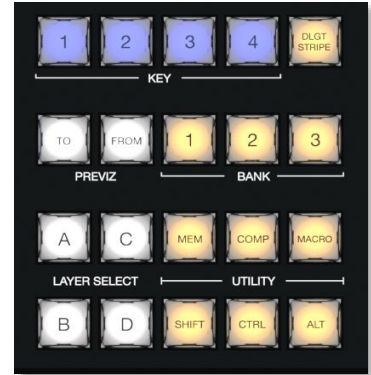 1 2 3 4 DLGT
STRIPE
KEY
TO FROM 1 2 3
PREVIZ BANK
A C MEM COMP MACRO
LAYER SELECT UTILITY
B D SHIFT CTRL ALT